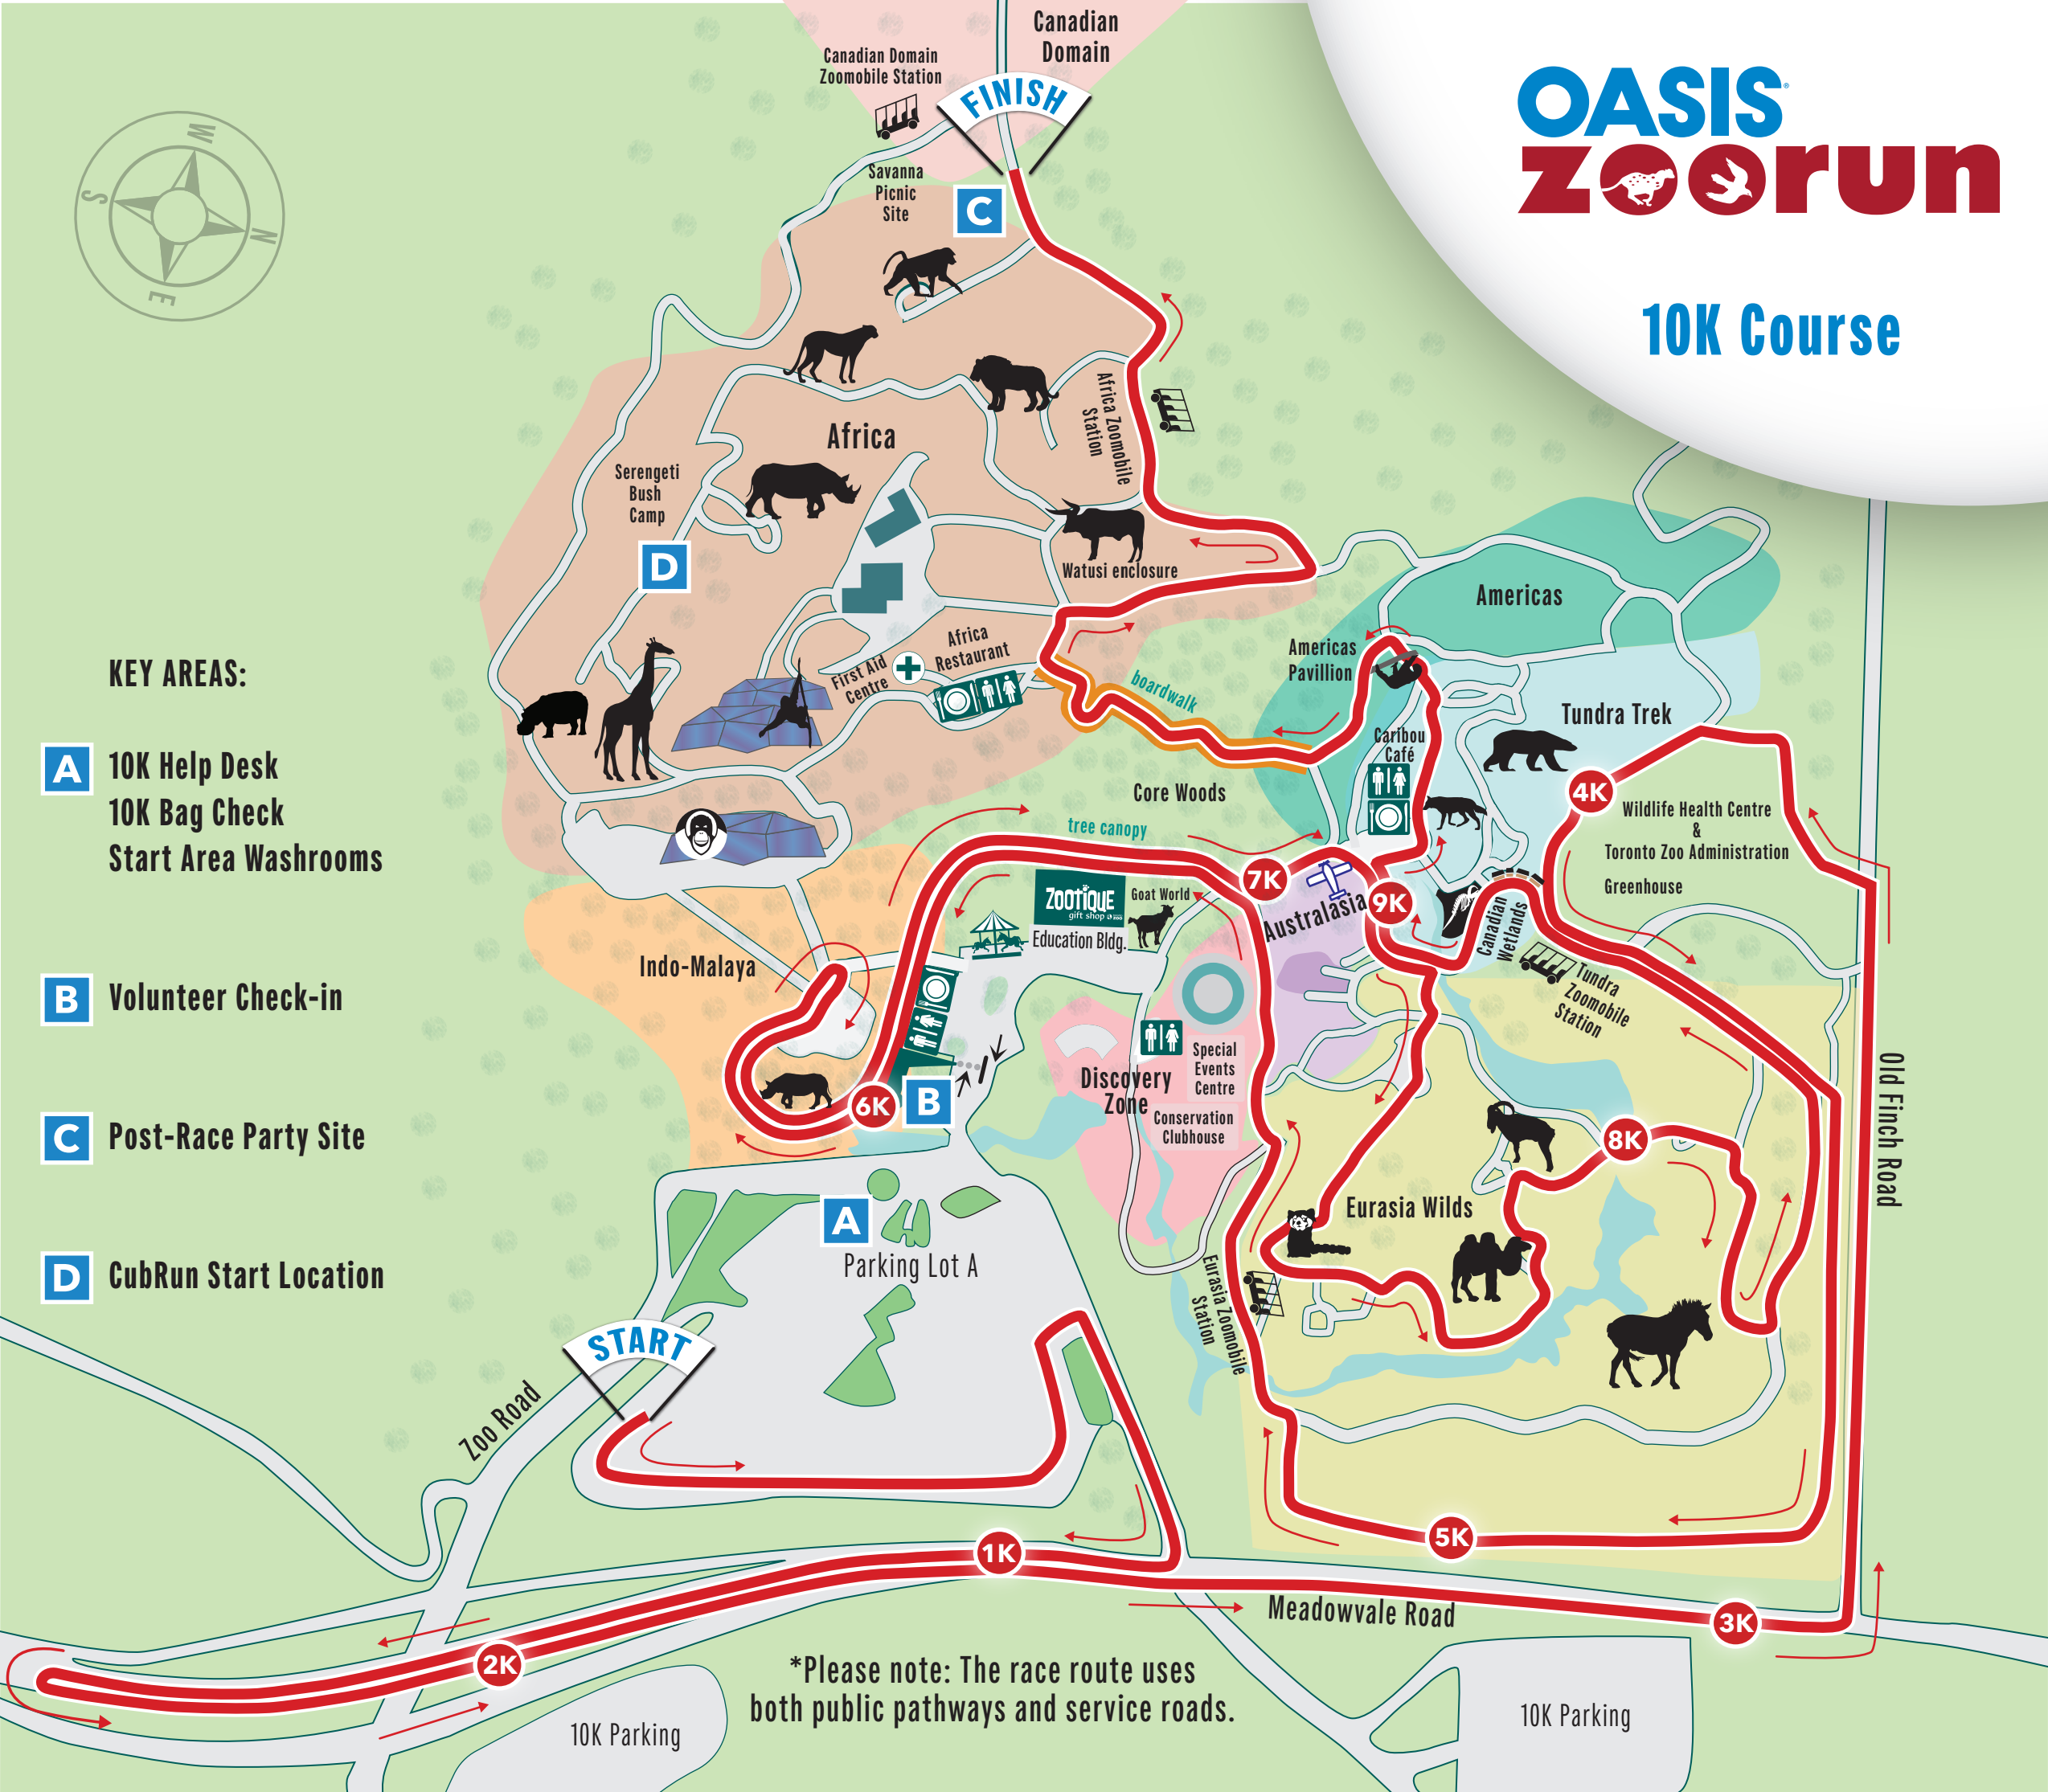 Canadian
Domain
Canadian Domain
Zoomobile Station
FINISH
OASIS
zoorun
10K Course
W
S
N
E
Savanna
Picnic
Site
C
Africa Zoomobile
Station
Africa
Serengeti
Bush
Camp
D
Watusi enclosure
Americas
Africa
Restaurant
First Aid
Centre
Americas
Pavillion
boardwalk
Tundra Trek
Caribou
Café
4K
Core Woods
tree canopy
Wildlife Health Centre
&
Toronto Zoo Administration
Greenhouse
KEY AREAS:
A
10K Help Desk
10K Bag Check
Start Area Washrooms
B
Volunteer Check-in
C
Post-Race Party Site
D
CubRun Start Location
7K
9K
Zootique
gift shop
Goat World
Education Bldg.
Australasia
Canadian
Wetlands
Tundra
Zoomobile
Station
Indo-Malaya
Special
Events
Centre
Discovery
Zone
Conservation
Clubhouse
6K
B
8K
Old Finch Road
A
Parking Lot A
Eurasia Wilds
Eurasia Zoomobile
Station
START
Zoo Road
1K
5K
Meadowvale Road
3K
2K
*Please note: The race route uses
both public pathways and service roads.
10K Parking
10K Parking